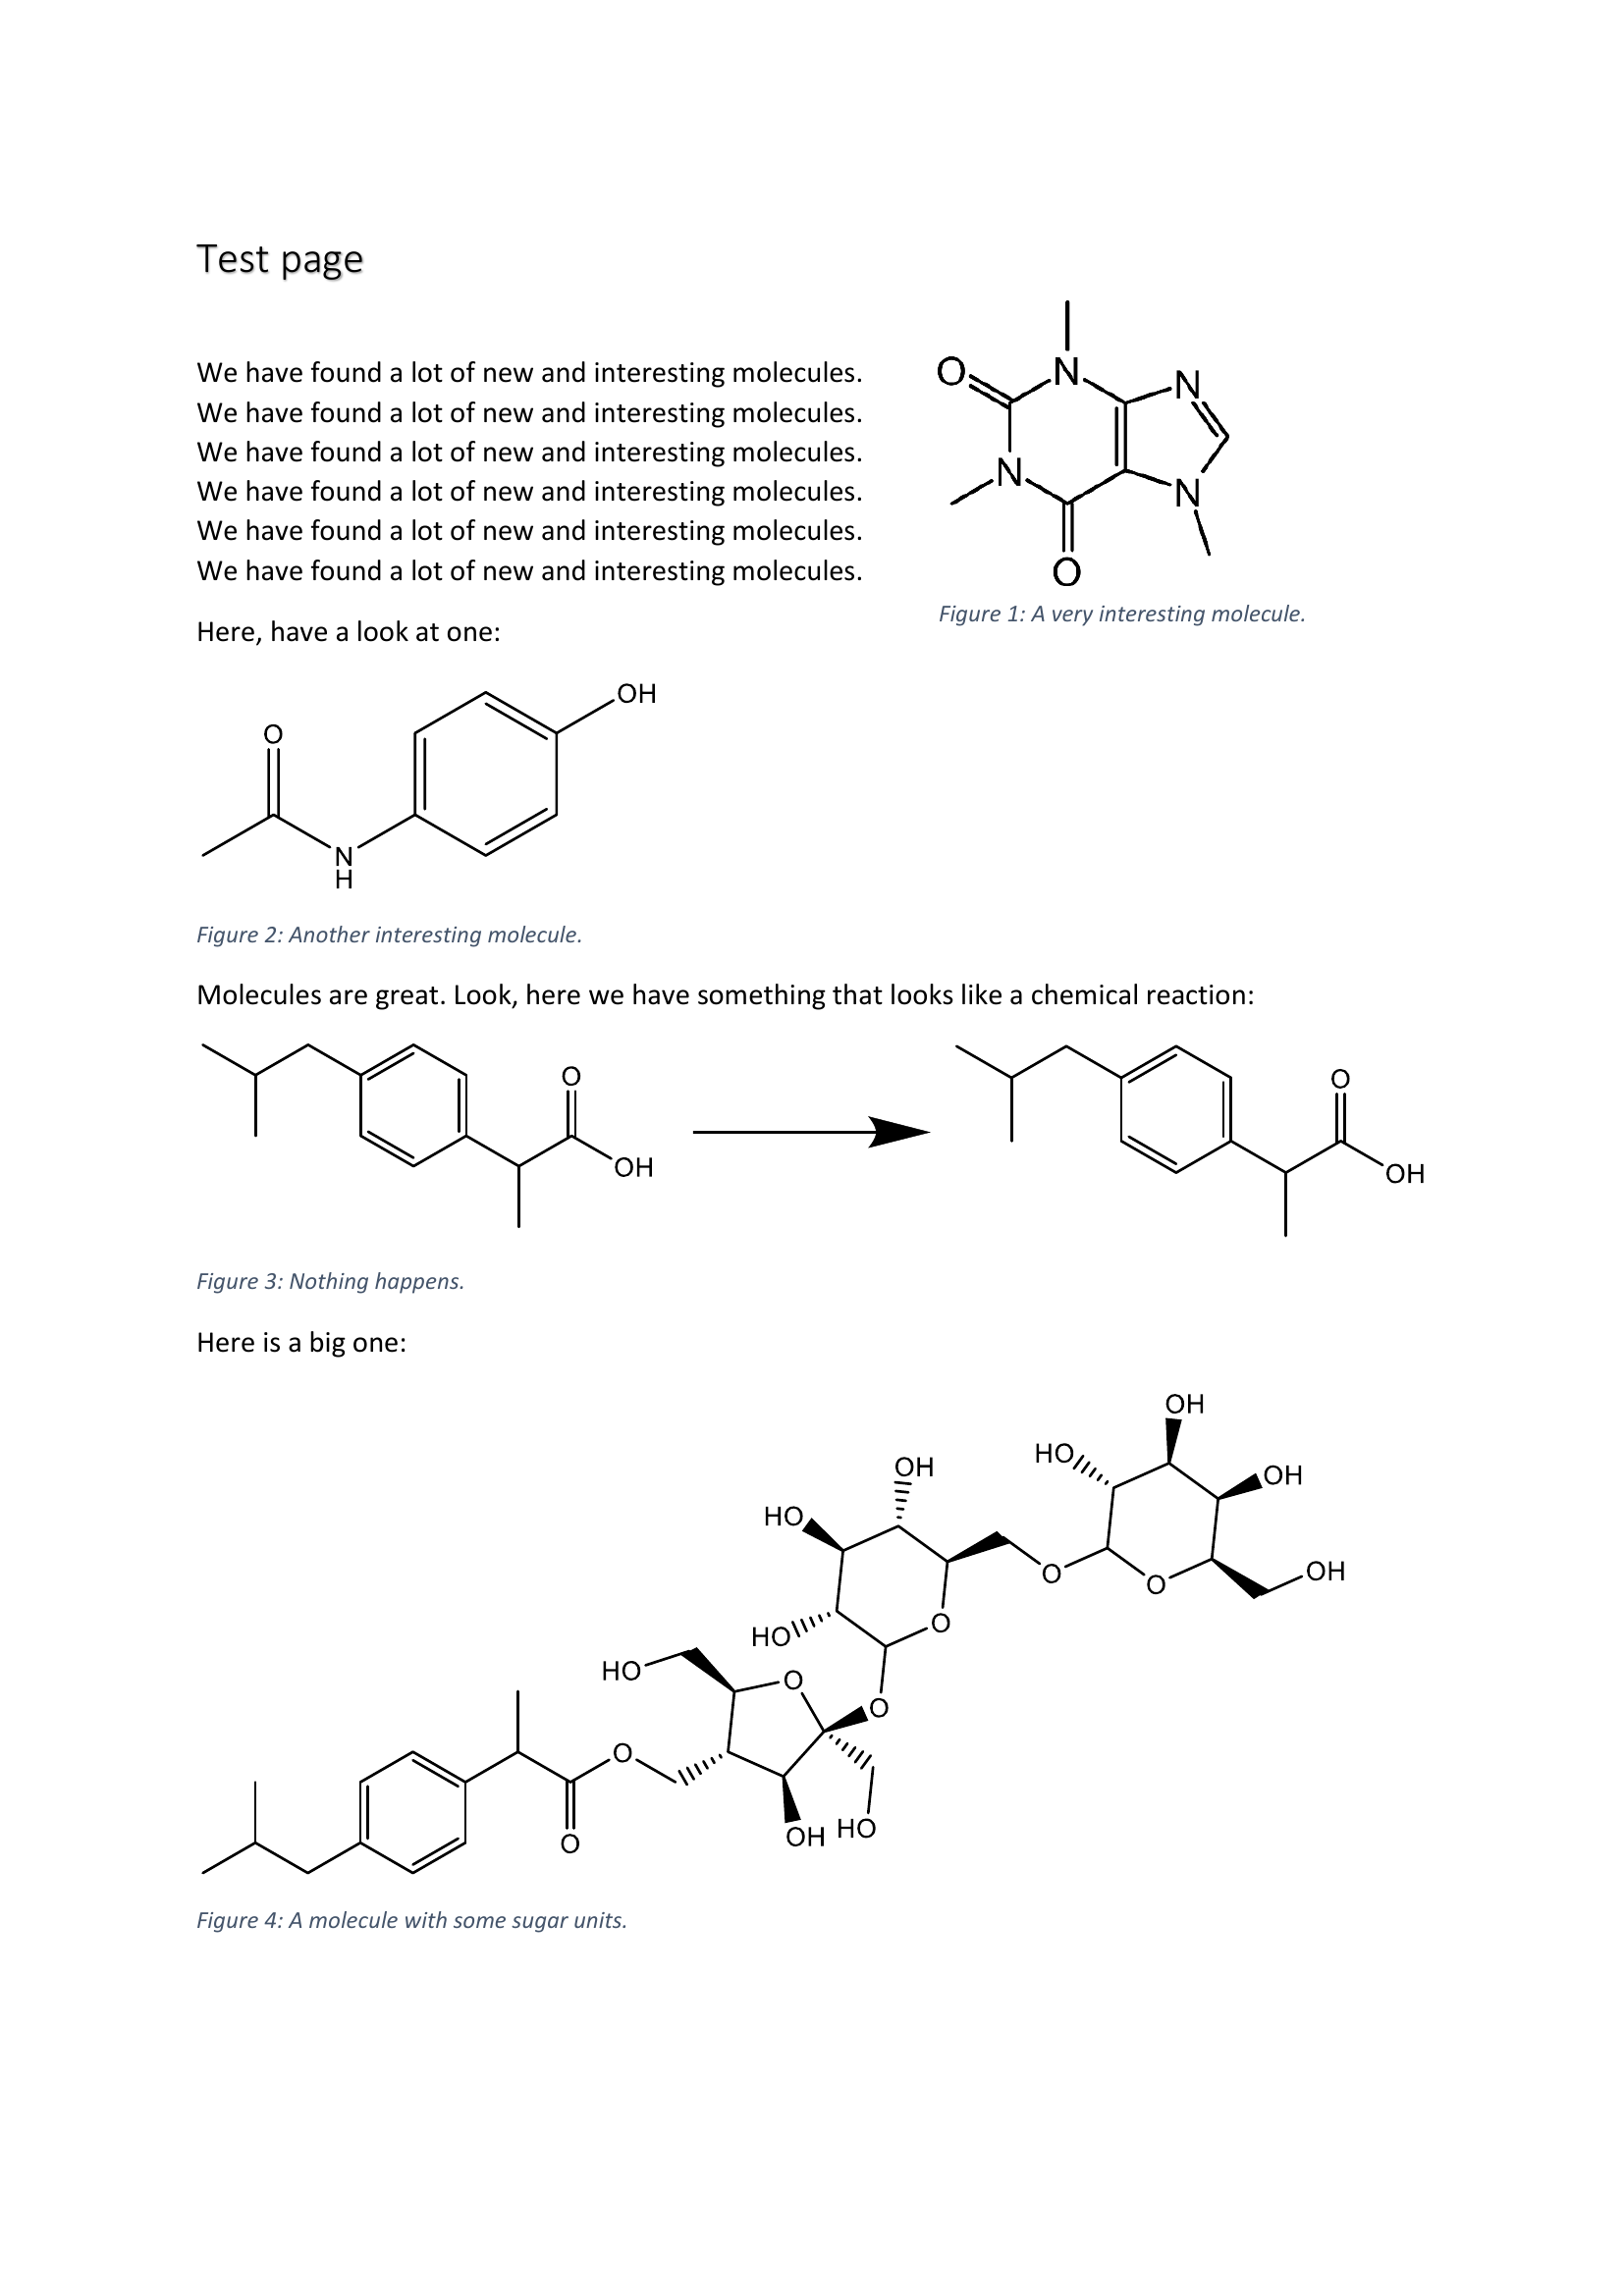 Test page
We have found a lot of new and interesting molecules.
We have found a lot of new and interesting molecules.
We have found a lot of new and interesting molecules.
We have found a lot of new and interesting molecules.
We have found a lot of new and interesting molecules.
We have found a lot of new and interesting molecules.
N
O
N
N
N
O
Figure 1: A very interesting molecule.
Here, have a look at one:
OH
O
N
H
Figure 2: Another interesting molecule.
Molecules are great. Look, here we have something that looks like a chemical reaction:
O
OH
O
OH
Figure 3: Nothing happens.
Here is a big one:
OH
HO
OH
OH
HO
O
O
OH
O
HO
HO
O
O
O
O
OH
HO
Figure 4: A molecule with some sugar units.